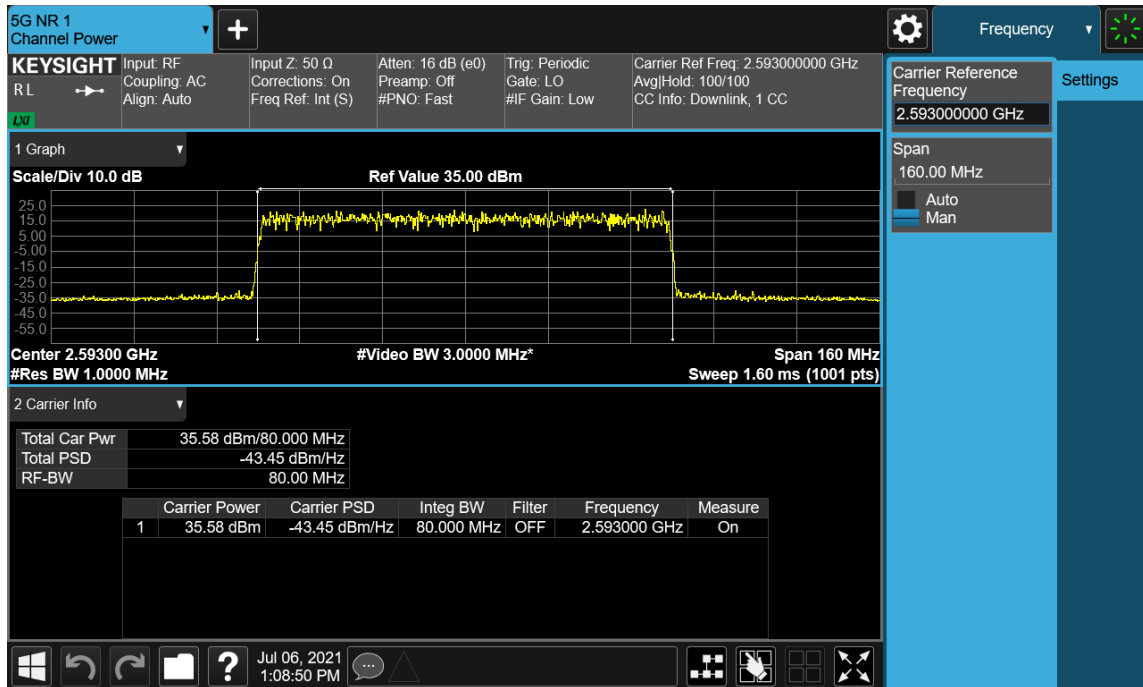 5G NR 1
Channel Power
+
Frequency
KEYSIGHT
R L
LXI
Input: RF
Coupling: AC
Align: Auto
Input Z: 50 Ω
Corrections: On
Freq Ref: Int (S)
Atten: 16 dB (e0)
Preamp: Off
#PNO: Fast
Trig: Periodic
Gate: LO
#IF Gain: Low
Carrier Ref Freq: 2.593000000 GHz
Avg|Hold: 100/100
CC Info: Downlink, 1 CC
Carrier Reference
Frequency
2.593000000 GHz
Settings
Span
160.00 MHz
Auto
Man
1 Graph
Scale/Div 10.0 dB Ref Value 35.00 dBm
25.0
15.0
5.00
-5.00
-15.0
-25.0
-35.0
-45.0
-55.0
Center 2.59300 GHz #Video BW 3.0000 MHz* Span 160 MHz
#Res BW 1.0000 MHz Sweep 1.60 ms (1001 pts)
2 Carrier Info
Total Car Pwr 35.58 dBm/80.000 MHz
Total PSD -43.45 dBm/Hz
RF-BW 80.00 MHz
Carrier Power Carrier PSD Integ BW Filter Frequency Measure
1 35.58 dBm -43.45 dBm/Hz 80.000 MHz OFF 2.593000 GHz On
?
Jul 06, 2021
1:08:50 PM